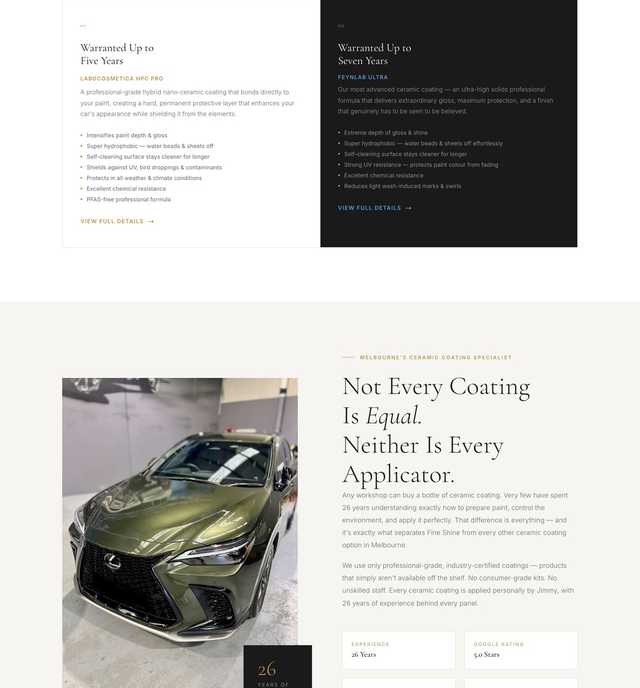 Warranted Up to
Five Years
LABOCOSMETICA HPC PRO
A professional-grade hybrid nano-ceramic coating that bonds directly to
your paint, creating a hard, permanent protective layer that enhances your
car's appearance while shielding it from the elements.
• Intensifies paint depth & gloss
• Super hydrophobic — water beads & sheets off
• Self-cleaning surface stays cleaner for longer
• Shields against UV, bird droppings & contaminants
• Protects in all weather & climate conditions
• Excellent chemical resistance
• PFAS-free professional formula
VIEW FULL DETAILS →
Warranted Up to
Seven Years
FEYNLAB ULTRA
Our most advanced ceramic coating — an ultra-high solids professional
formula that delivers extraordinary gloss, maximum protection, and a finish
that genuinely has to be seen to be believed.
• Extreme depth of gloss & shine
• Super hydrophobic — water beads & sheets off effortlessly
• Self-cleaning surface stays cleaner for longer
• Strong UV resistance — protects paint colour from fading
• Excellent chemical resistance
• Reduces light wash-induced marks & swirls
VIEW FULL DETAILS →
MELBOURNE'S CERAMIC COATING SPECIALIST
Not Every Coating
Is Equal.
Neither Is Every
Applicator.
Any workshop can buy a bottle of ceramic coating. Very few have spent
26 years understanding exactly how to prepare paint, control the
environment, and apply it perfectly. That difference is everything — and
it's exactly what separates Fine Shine from every other ceramic coating
option in Melbourne.
We use only professional-grade, industry-certified coatings — products
that simply aren't available off the shelf. No consumer-grade kits. No
unskilled staff. Every ceramic coating is applied personally by Jimmy, with
26 years of experience behind every panel.
EXPERIENCE
26 Years
GOOGLE RATING
5.0 Stars
26
YEARS OF